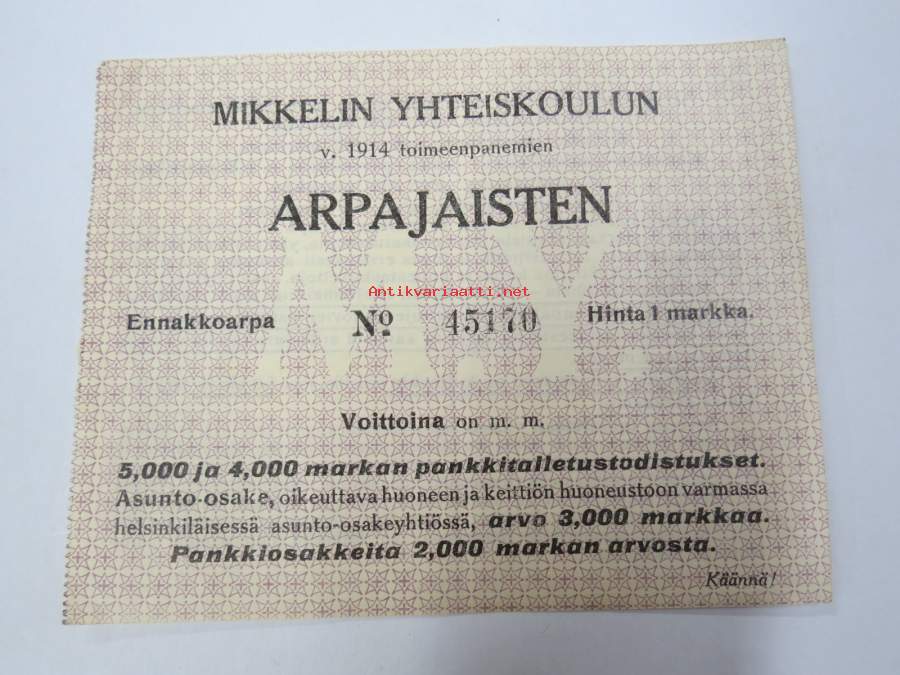 MIKKELIN YHTEISKOULUN
v. 1914 toimeenpanemien
ARPAJAISTEN
M.Y.
Antikvariaatti.net
Ennakkoarpa No 45170 Hinta 1 markka.
Voittoina on m. m.
5,000 ja 4,000 markan pankkitalletustodistukset.
Asunto-osake, oikeuttava huoneen ja keittiön huoneustoon varmassa
helsinkiläisessä asunto-osakeyhtiössä, arvo 3,000 markkaa.
Pankkiosakkeita 2,000 markan arvosta.
Käännä!